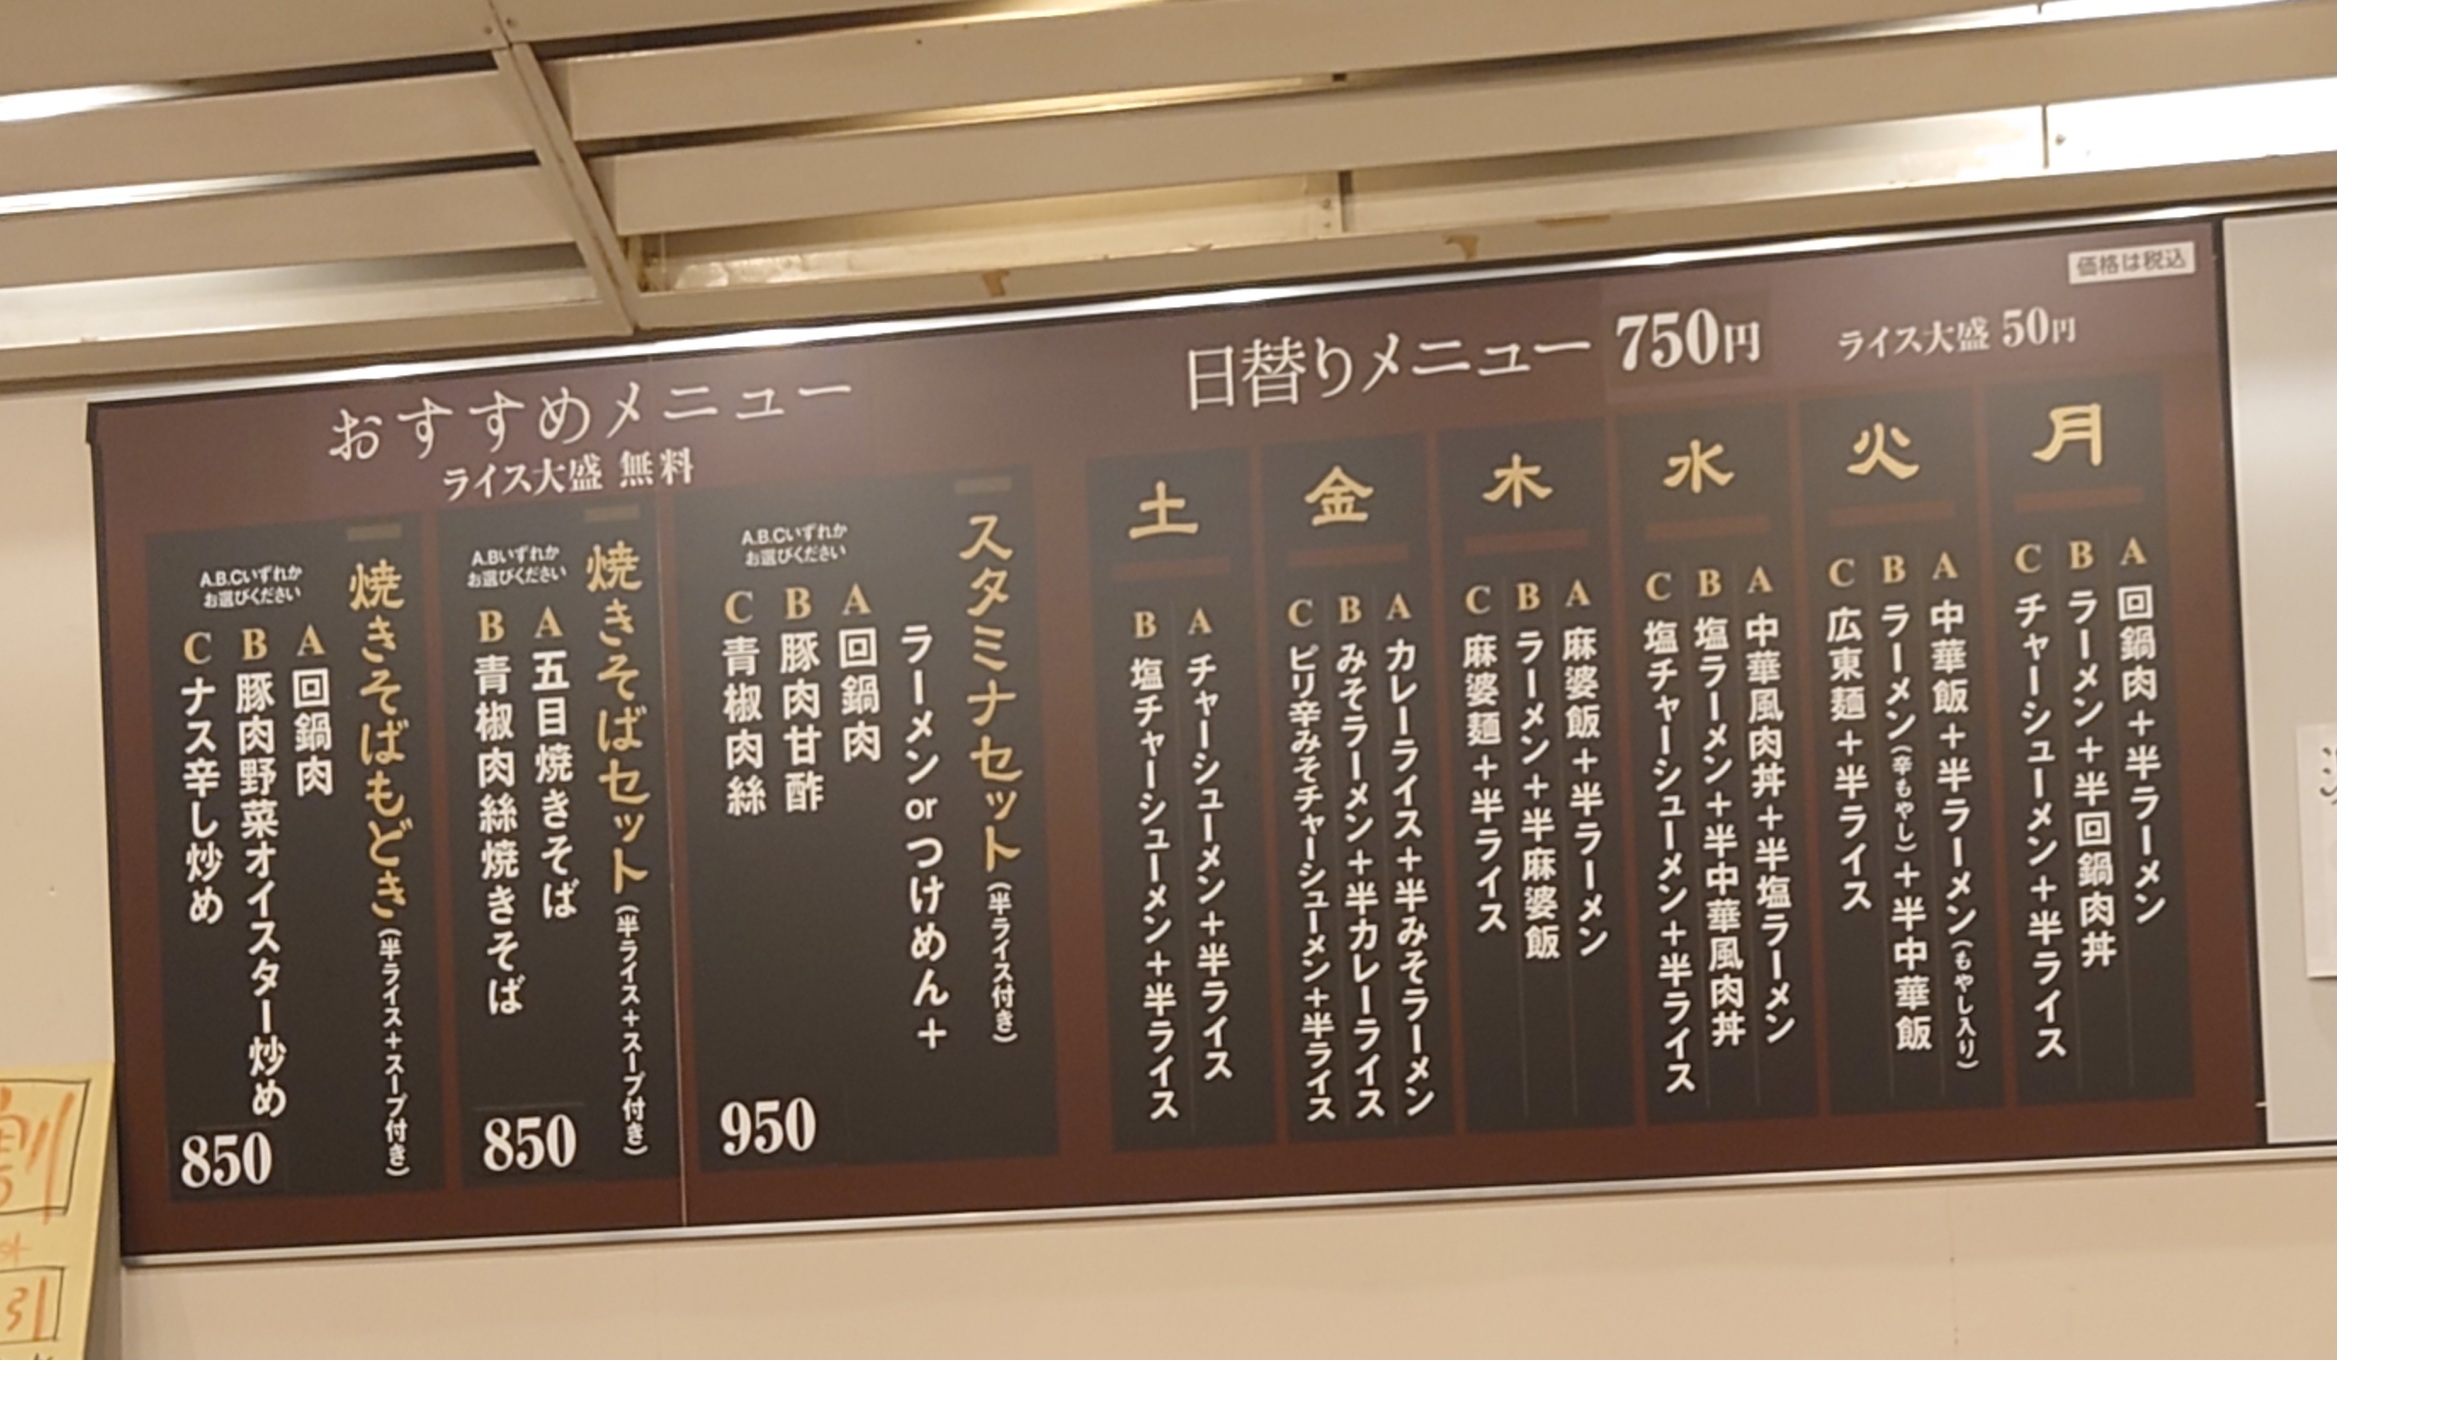 価格は税込
日替りメニュー 750円 ライス大盛 50円
月
A 回鍋肉+半ラーメン
B ラーメン+半回鍋肉丼
C チャーシューメン+半ライス
火
A 中華飯+半ラーメン(もやし入り)
B ラーメン(辛もやし)+半中華飯
C 広東麺+半ライス
水
A 中華風肉丼+半塩ラーメン
B 塩ラーメン+半中華風肉丼
C 塩チャーシューメン+半ライス
木
A 麻婆飯+半ラーメン
B ラーメン+半麻婆飯
C 麻婆麺+半ライス
金
A カレーライス+半みそラーメン
B みそラーメン+半カレーライス
C ピリ辛みそチャーシューメン+半ライス
土
A チャーシューメン+半ライス
B 塩チャーシューメン+半ライス
おすすめメニュー
ライス大盛 無料
スタミナセット(半ライス付き)
ラーメン or つけめん+
A.B.Cいずれか
お選びください
A 回鍋肉
B 豚肉甘酢
C 青椒肉絲
950
焼きそばセット(半ライス+スープ付き)
A.Bいずれか
お選びください
A 五目焼きそば
B 青椒肉絲焼きそば
850
焼きそばもどき(半ライス+スープ付き)
A.B.Cいずれか
お選びください
A 回鍋肉
B 豚肉野菜オイスター炒め
C ナス辛し炒め
850